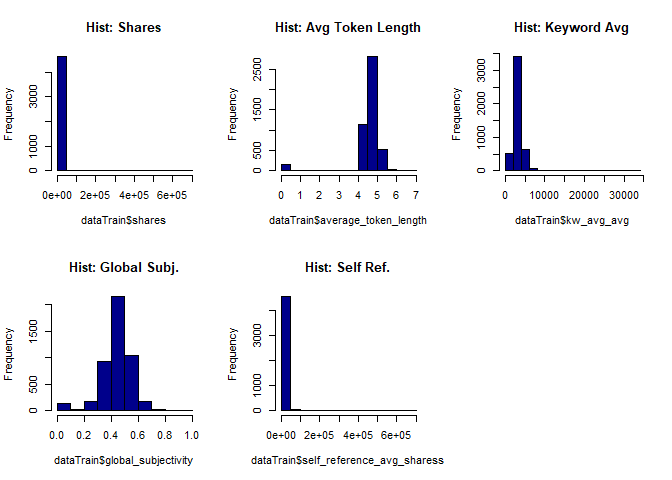 Hist: Shares
Frequency
0 1000 3000
0e+00 2e+05 4e+05 6e+05
dataTrain$shares
Hist: Avg Token Length
Frequency
0 500 1500 2500
0 1 2 3 4 5 6 7
dataTrain$average_token_length
Hist: Keyword Avg
Frequency
0 1000 2000 3000
0 10000 20000 30000
dataTrain$kw_avg_avg
Hist: Global Subj.
Frequency
0 500 1500
0.0 0.2 0.4 0.6 0.8 1.0
dataTrain$global_subjectivity
Hist: Self Ref.
Frequency
0 1000 3000
0e+00 2e+05 4e+05 6e+05
dataTrain$self_reference_avg_sharess